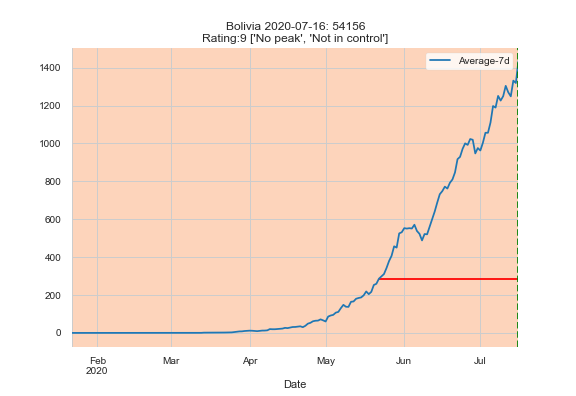 Bolivia 2020-07-16: 54156
Rating:9 ['No peak', 'Not in control']
Average-7d
1400
1200
1000
800
600
400
200
0
Feb
2020
Mar
Apr
May
Jun
Jul
Date